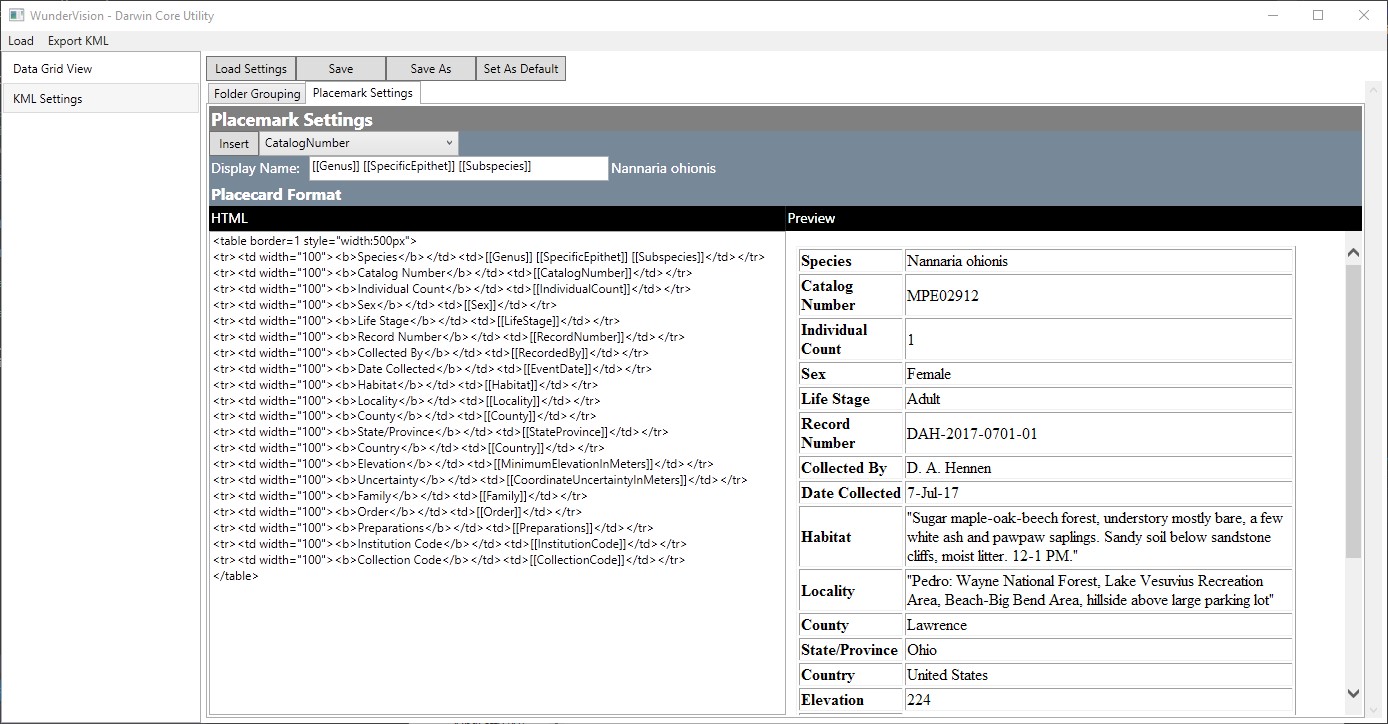 WunderVision - Darwin Core Utility
Load Export KML
Data Grid View
KML Settings
Load Settings Save Save As Set As Default
Folder Grouping Placemark Settings
Placemark Settings
Insert CatalogNumber
Display Name: [[Genus]] [[SpecificEpithet]] [[Subspecies]] Nannaria ohionis
Placecard Format
HTML
<table border=1 style="width:500px">
<tr><td width="100"><b>Species</b></td><td>[[Genus]] [[SpecificEpithet]] [[Subspecies]]</td></tr>
<tr><td width="100"><b>Catalog Number</b></td><td>[[CatalogNumber]]</td></tr>
<tr><td width="100"><b>Individual Count</b></td><td>[[IndividualCount]]</td></tr>
<tr><td width="100"><b>Sex</b></td><td>[[Sex]]</td></tr>
<tr><td width="100"><b>Life Stage</b></td><td>[[LifeStage]]</td></tr>
<tr><td width="100"><b>Record Number</b></td><td>[[RecordNumber]]</td></tr>
<tr><td width="100"><b>Collected By</b></td><td>[[RecordedBy]]</td></tr>
<tr><td width="100"><b>Date Collected</b></td><td>[[EventDate]]</td></tr>
<tr><td width="100"><b>Habitat</b></td><td>[[Habitat]]</td></tr>
<tr><td width="100"><b>Locality</b></td><td>[[Locality]]</td></tr>
<tr><td width="100"><b>County</b></td><td>[[County]]</td></tr>
<tr><td width="100"><b>State/Province</b></td><td>[[StateProvince]]</td></tr>
<tr><td width="100"><b>Country</b></td><td>[[Country]]</td></tr>
<tr><td width="100"><b>Elevation</b></td><td>[[MinimumElevationInMeters]]</td></tr>
<tr><td width="100"><b>Uncertainty</b></td><td>[[CoordinateUncertaintyInMeters]]</td></tr>
<tr><td width="100"><b>Family</b></td><td>[[Family]]</td></tr>
<tr><td width="100"><b>Order</b></td><td>[[Order]]</td></tr>
<tr><td width="100"><b>Preparations</b></td><td>[[Preparations]]</td></tr>
<tr><td width="100"><b>Institution Code</b></td><td>[[InstitutionCode]]</td></tr>
<tr><td width="100"><b>Collection Code</b></td><td>[[CollectionCode]]</td></tr>
</table>
Preview
Species Nannaria ohionis
Catalog
Number MPE02912
Individual
Count 1
Sex Female
Life Stage Adult
Record
Number DAH-2017-0701-01
Collected By D. A. Hennen
Date Collected 7-Jul-17
Habitat "Sugar maple-oak-beech forest, understory mostly bare, a few
white ash and pawpaw saplings. Sandy soil below sandstone
cliffs, moist litter. 12-1 PM."
Locality "Pedro: Wayne National Forest, Lake Vesuvius Recreation
Area, Beach-Big Bend Area, hillside above large parking lot"
County Lawrence
State/Province Ohio
Country United States
Elevation 224